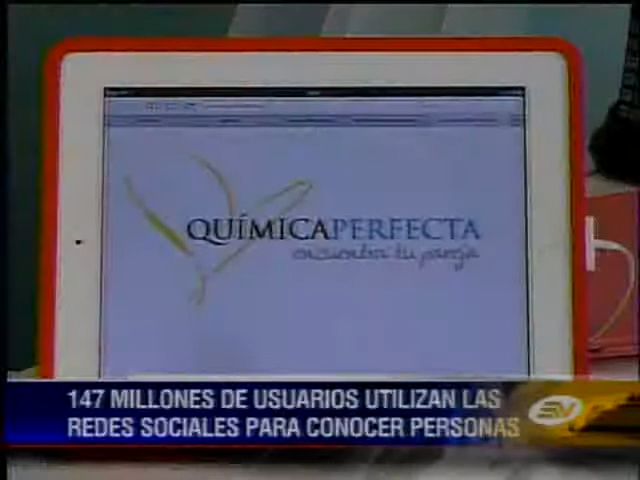 QUÍMICAPERFECTA
encuentra tu pareja
147 MILLONES DE USUARIOS UTILIZAN LAS
REDES SOCIALES PARA CONOCER PERSONAS